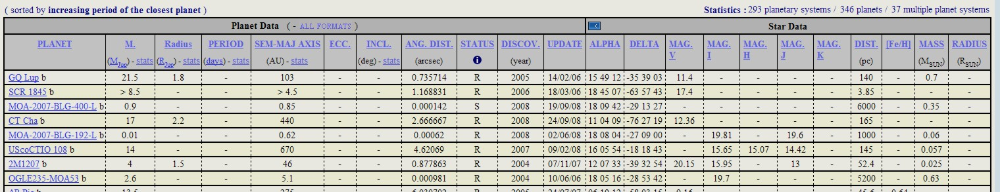 ( sorted by increasing period of the closest planet ) Statistics : 293 planetary systems / 346 planets / 37 multiple planet systems
Planet Data ( - ALL FORMATS ) Star Data
PLANET M. Radius PERIOD SEM-MAJ AXIS ECC. INCL. ANG. DIST. STATUS DISCOV. UPDATE ALPHA DELTA MAG. V MAG. I MAG. H MAG. J MAG. K DIST. [Fe/H] MASS RADIUS
(MJup) - stats (RJup) - stats (days) - stats (AU) - stats (deg) - stats (arcsec) (year) (pc) (MSUN) (RSUN)
GQ Lup b 21.5 1.8 - 103 - - 0.735714 R 2005 14/02/06 15 49 12 -35 39 03 11.4 - - - - 140 - 0.7 -
SCR 1845 b > 8.5 - - > 4.5 - - 1.168831 R 2006 18/03/06 18 45 07 -63 57 43 17.4 - - - - 3.85 - - -
MOA-2007-BLG-400-L b 0.9 - - 0.85 - - 0.000142 S 2008 19/09/08 18 09 42 -29 13 27 - - - - - 6000 - 0.35 -
CT Cha b 17 2.2 - 440 - - 2.666667 R 2008 24/09/08 11 04 09 -76 27 19 12.36 - - - - 165 - - -
MOA-2007-BLG-192-L b 0.01 - - 0.62 - - 0.00062 R 2008 02/06/08 18 08 04 -27 09 00 - 19.81 - 19.6 - 1000 - 0.06 -
UScoCTIO 108 b 14 - - 670 - - 4.62069 R 2007 09/02/08 16 05 54 -18 18 43 - 15.65 15.07 14.42 - 145 - 0.057 -
2M1207 b 4 1.5 - 46 - - 0.877863 R 2004 07/11/07 12 07 33 -39 32 54 20.15 15.95 - 13 - 52.4 - 0.025 -
OGLE235-MOA53 b 2.6 - - 5.1 - - 0.000981 R 2004 10/06/06 18 05 16 -28 53 42 - 19.7 - - - 5200 - 0.63 -